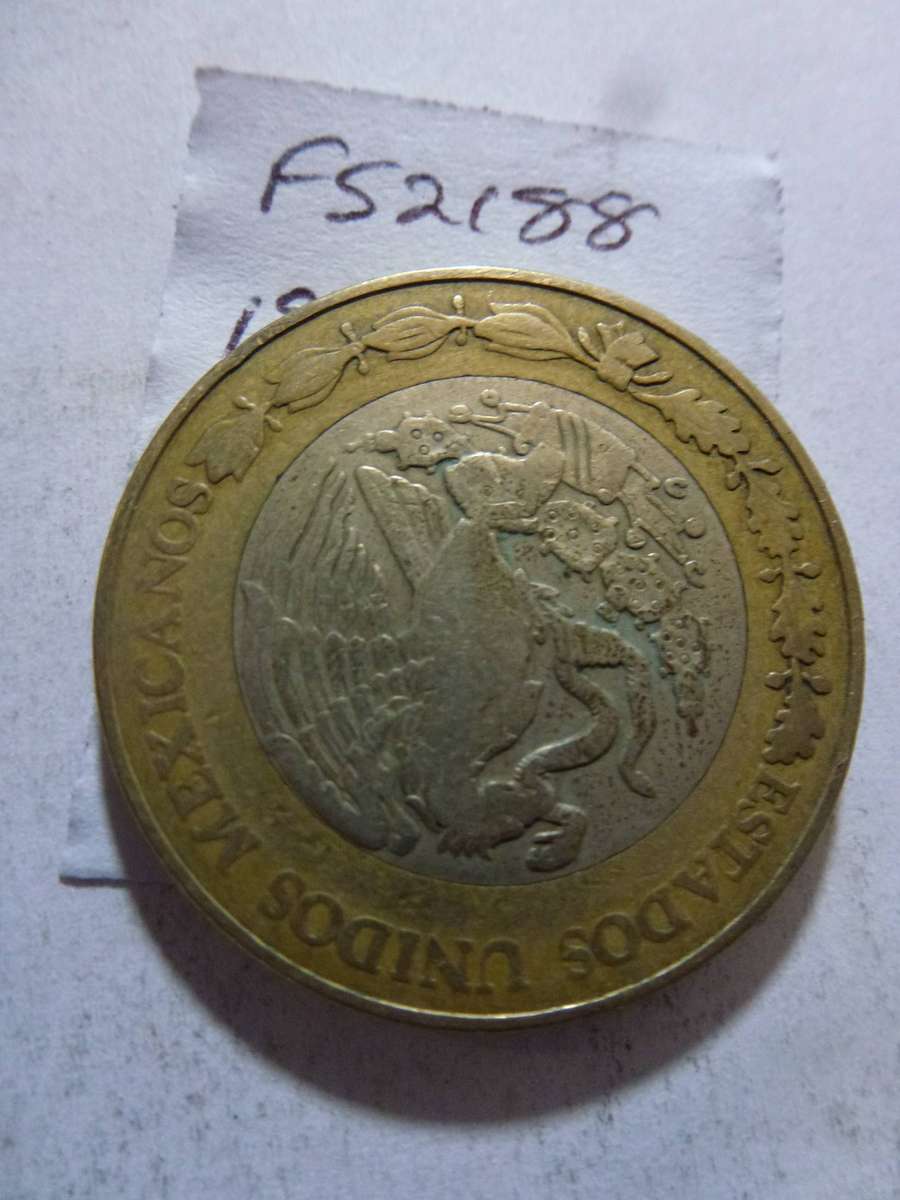 FS2188
ESTADOS UNIDOS MEXICANOS